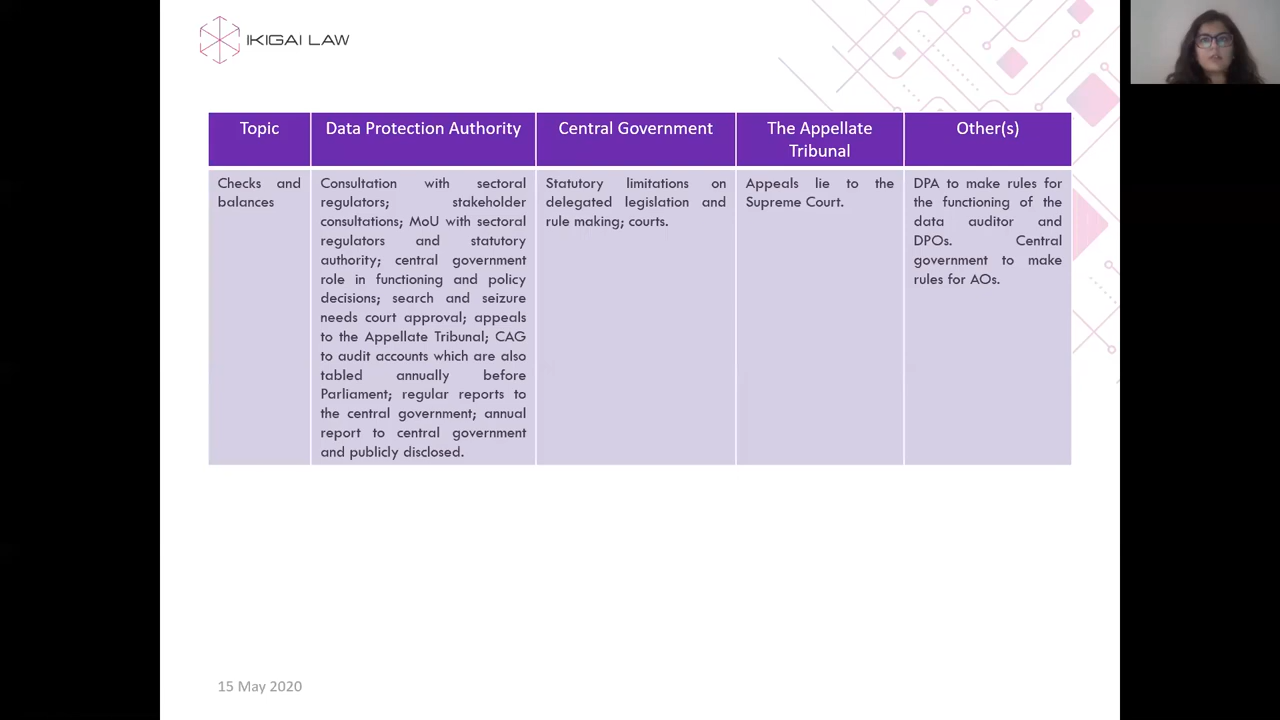 IKIGAI LAW
Topic
Data Protection Authority
Central Government
The Appellate
Tribunal
Other(s)
Checks and
balances
Consultation with sectoral
regulators; stakeholder
consultations; MoU with sectoral
regulators and statutory
authority; central government
role in functioning and policy
decisions; search and seizure
needs court approval; appeals
to the Appellate Tribunal; CAG
to audit accounts which are also
tabled annually before
Parliament; regular reports to
the central government; annual
report to central government
and publicly disclosed.
Statutory limitations on
delegated legislation and
rule making; courts.
Appeals lie to the
Supreme Court.
DPA to make rules for
the functioning of the
data auditor and
DPOs. Central
government to make
rules for AOs.
15 May 2020